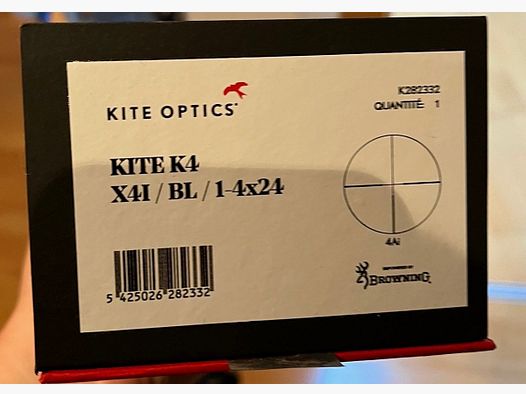 KITE OPTICS
K282332
QUANTITÉ: 1
KITE K4
X4I / BL / 1-4x24
4Ai
5 425026 282332
BROWNING